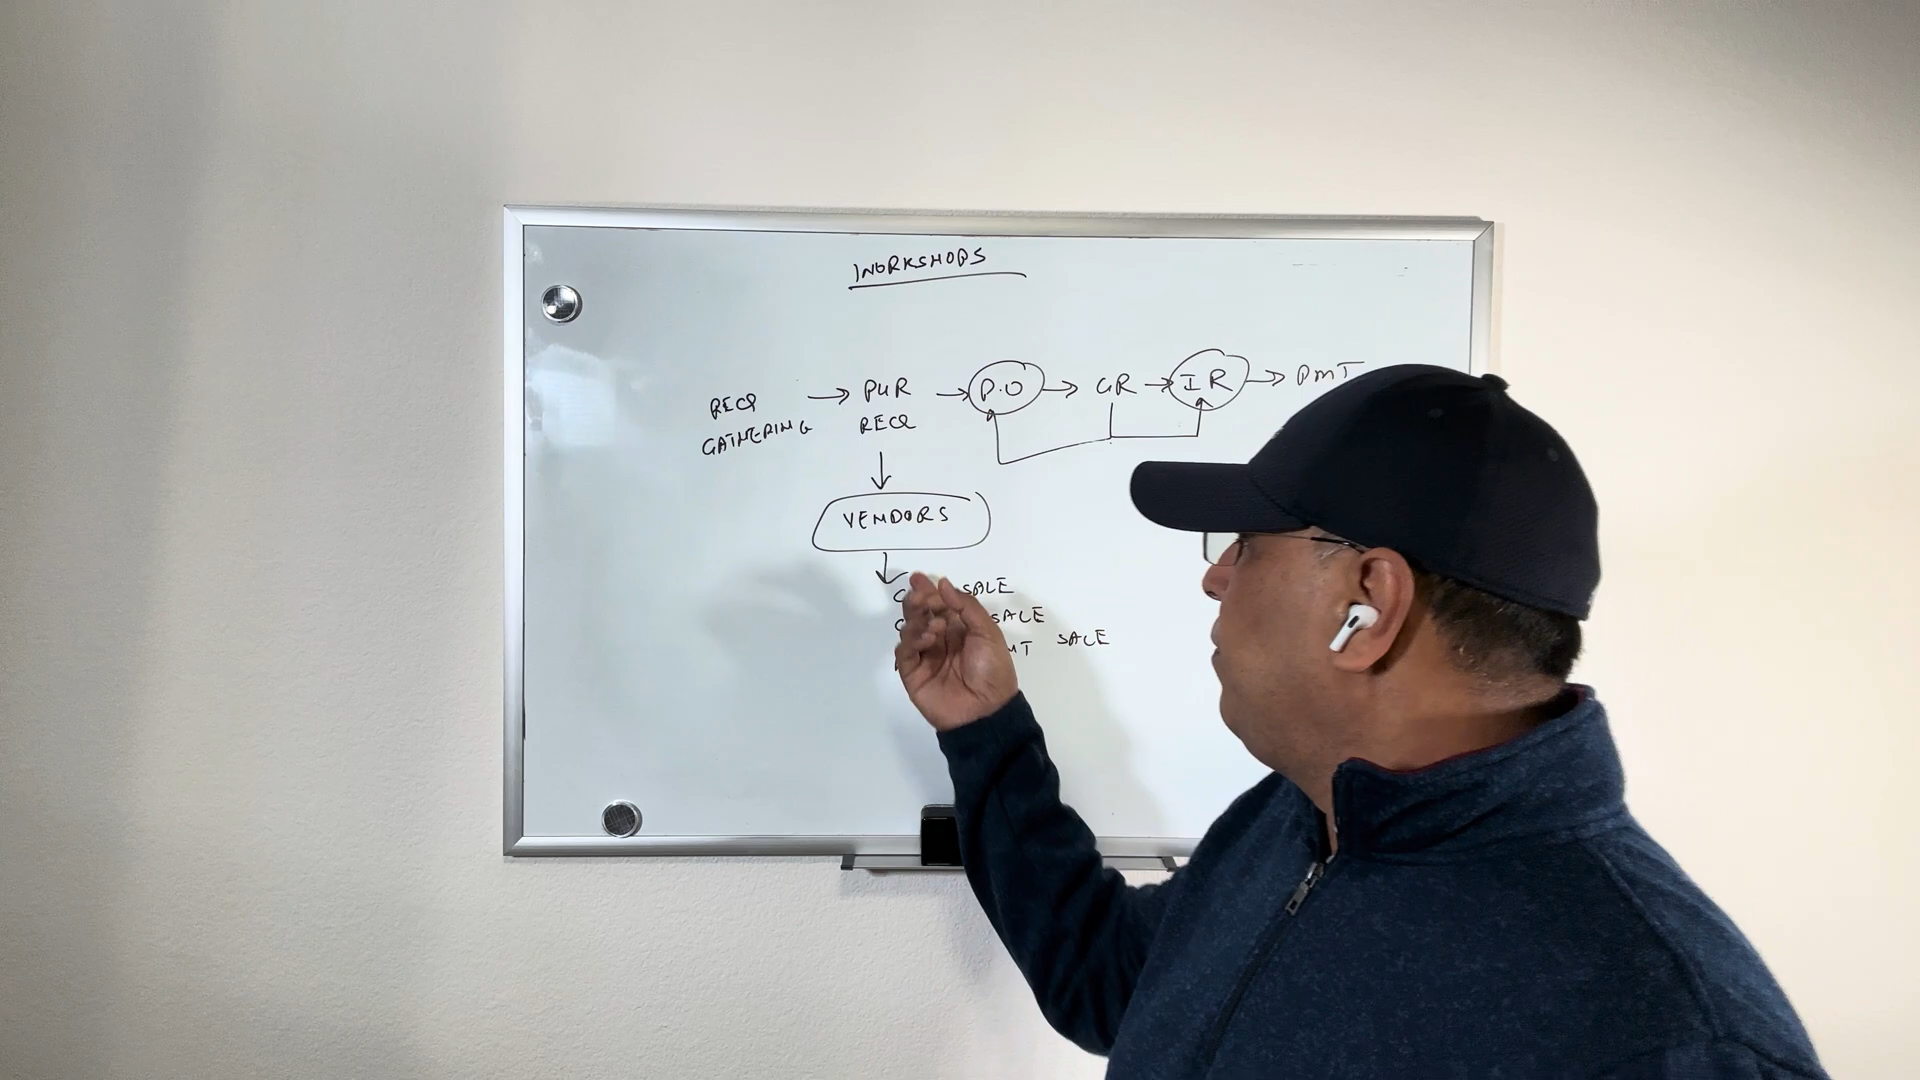 WORKSHOPS
REQ GATHERING → PUR REQ → P.O → GR → IR → PMT
VENDORS
SALE
SALE
SALE